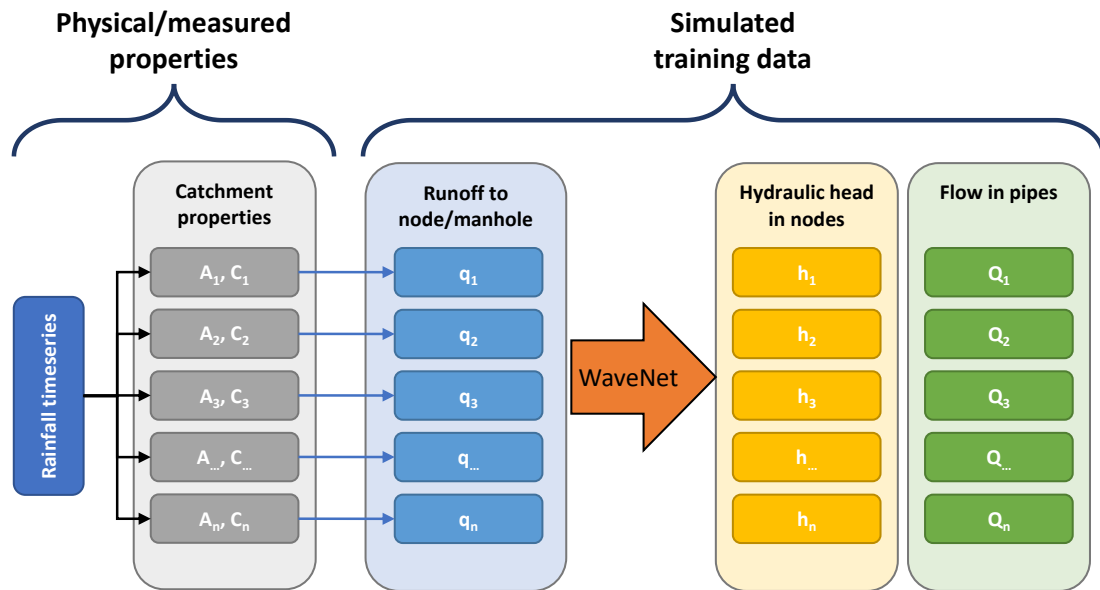 Physical/measured
properties
Simulated
training data
Rainfall timeseries
Catchment
properties
A₁, C₁
A₂, C₂
A₃, C₃
A..., C...
Aₙ, Cₙ
Runoff to
node/manhole
q₁
q₂
q₃
q...
qₙ
WaveNet
Hydraulic head
in nodes
h₁
h₂
h₃
h...
hₙ
Flow in pipes
Q₁
Q₂
Q₃
Q...
Qₙ